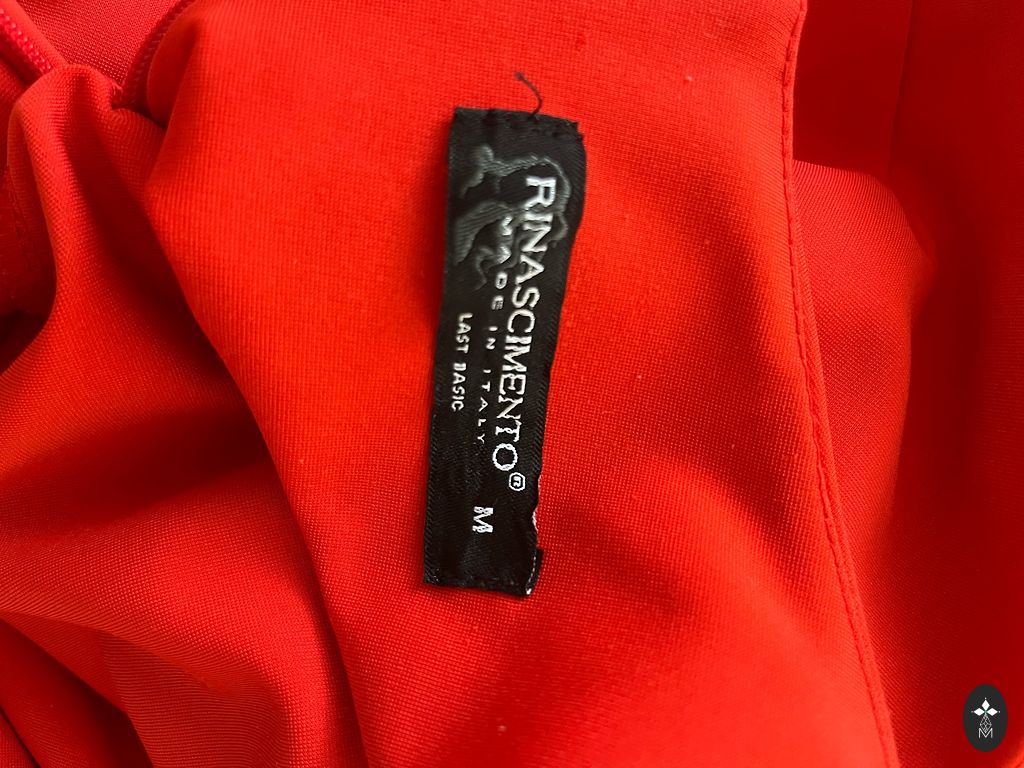 RINASCIMENTO®
MADE IN ITALY
LAST BASIC
M